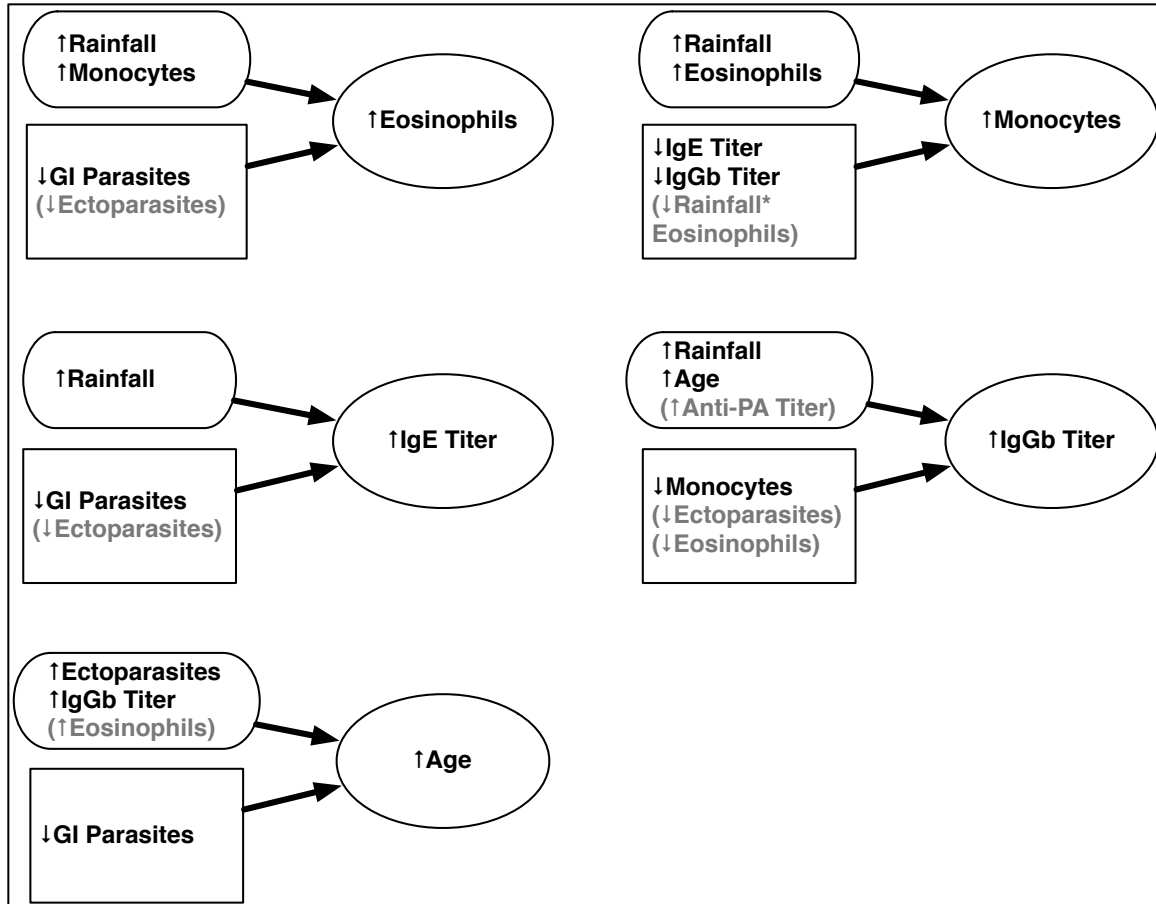 ↑Rainfall
↑Monocytes
↑Eosinophils
↓GI Parasites
(↓Ectoparasites)
↑Rainfall
↑Eosinophils
↑Monocytes
↓IgE Titer
↓IgGb Titer
(↓Rainfall*
Eosinophils)
↑Rainfall
↑IgE Titer
↓GI Parasites
(↓Ectoparasites)
↑Rainfall
↑Age
(↑Anti-PA Titer)
↑IgGb Titer
↓Monocytes
(↓Ectoparasites)
(↓Eosinophils)
↑Ectoparasites
↑IgGb Titer
(↑Eosinophils)
↑Age
↓GI Parasites